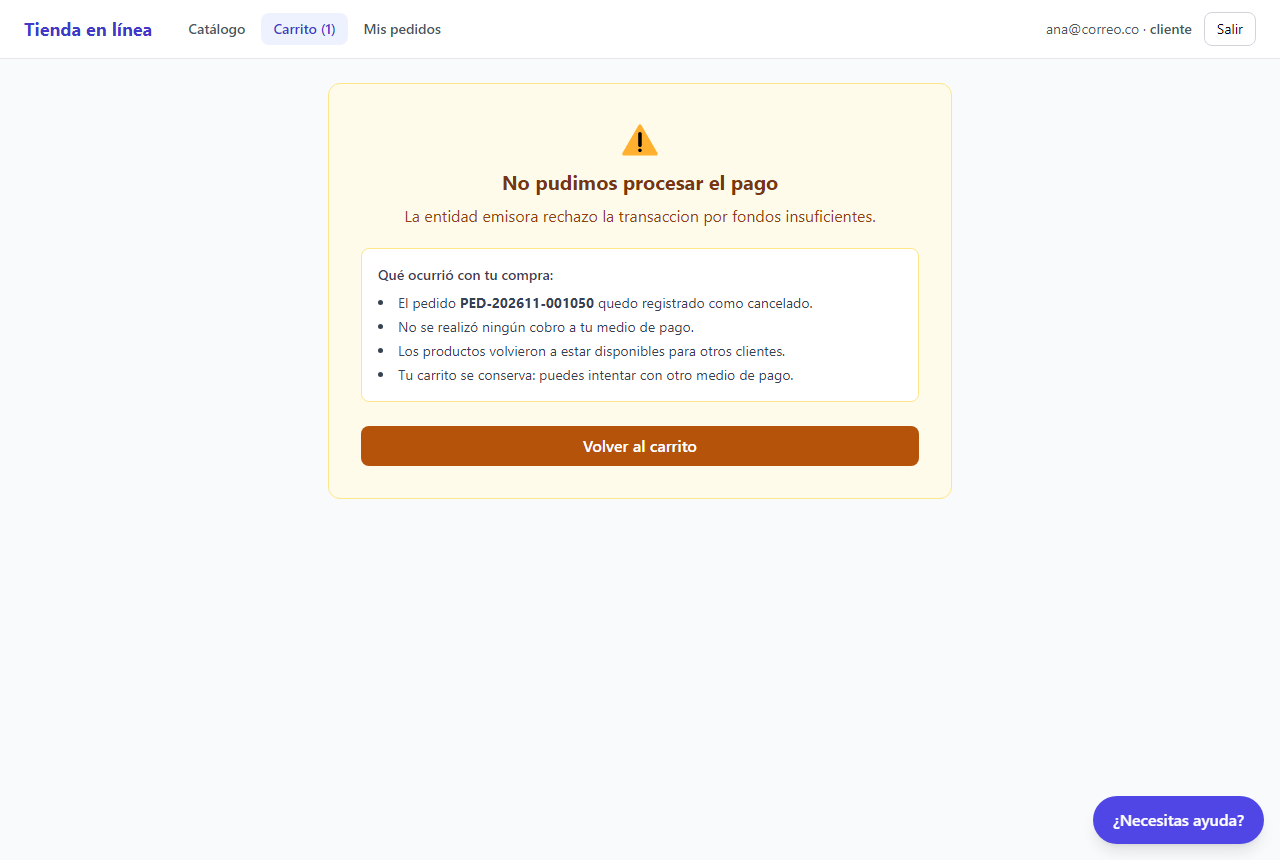 Tienda en línea
Catálogo
Carrito (1)
Mis pedidos
ana@correo.co · cliente
Salir
No pudimos procesar el pago
La entidad emisora rechazo la transaccion por fondos insuficientes.
Qué ocurrió con tu compra:
• El pedido PED-202611-001050 quedo registrado como cancelado.
• No se realizó ningún cobro a tu medio de pago.
• Los productos volvieron a estar disponibles para otros clientes.
• Tu carrito se conserva: puedes intentar con otro medio de pago.
Volver al carrito
¿Necesitas ayuda?